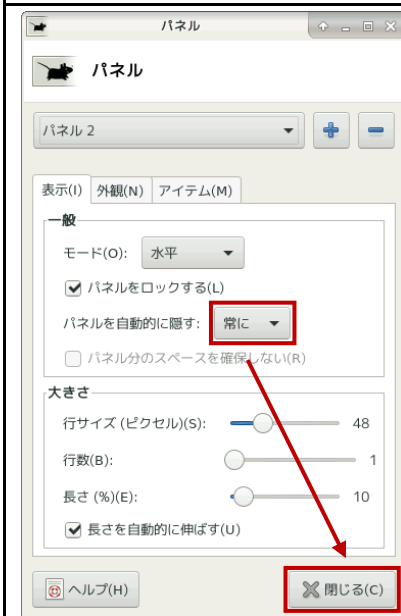 パネル
パネル
パネル 2
表示(I) 外観(N) アイテム(M)
一般
モード(O): 水平
パネルをロックする(L)
パネルを自動的に隠す: 常に
パネル分のスペースを確保しない(R)
大きさ
行サイズ (ピクセル)(S): 48
行数(B): 1
長さ (%)(E): 10
長さを自動的に伸ばす(U)
ヘルプ(H) 閉じる(C)